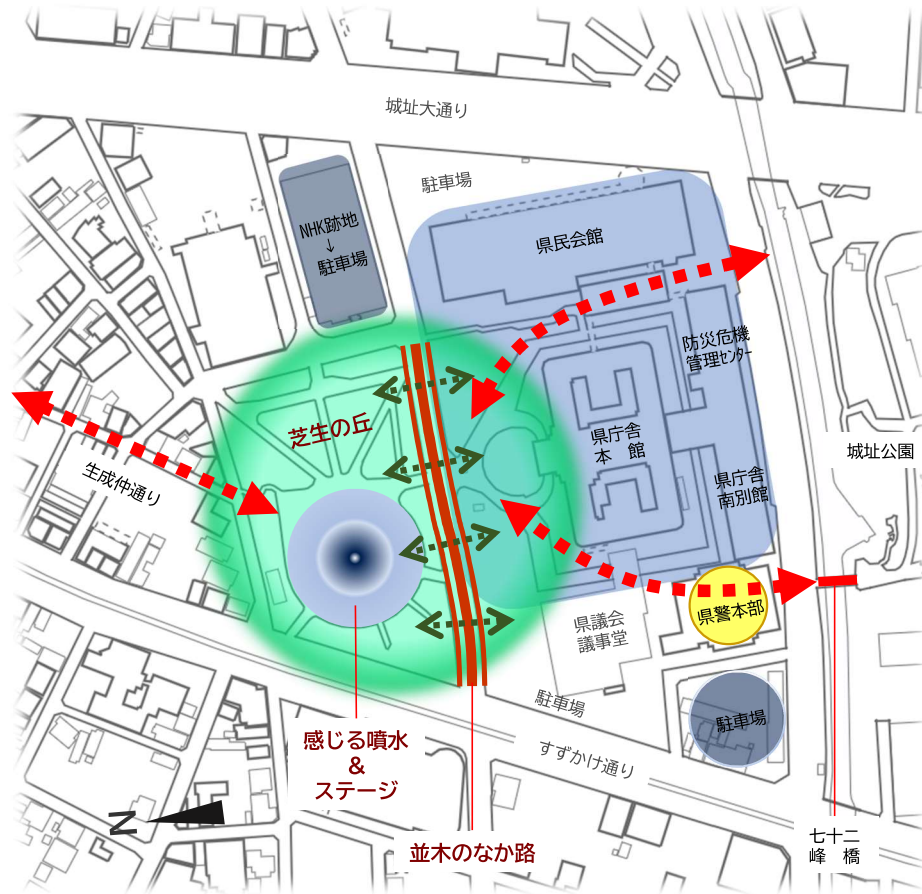 城址大通り
駐車場
NHK跡地
↓
駐車場
県民会館
防災危機
管理ｾﾝﾀｰ
芝生の丘
県庁舎
本　館
城址公園
生成仲通り
県庁舎
南別館
県警本部
県議会
議事堂
駐車場
駐車場
感じる噴水
＆
ステージ
すずかけ通り
N
並木のなか路
七十二
峰　橋